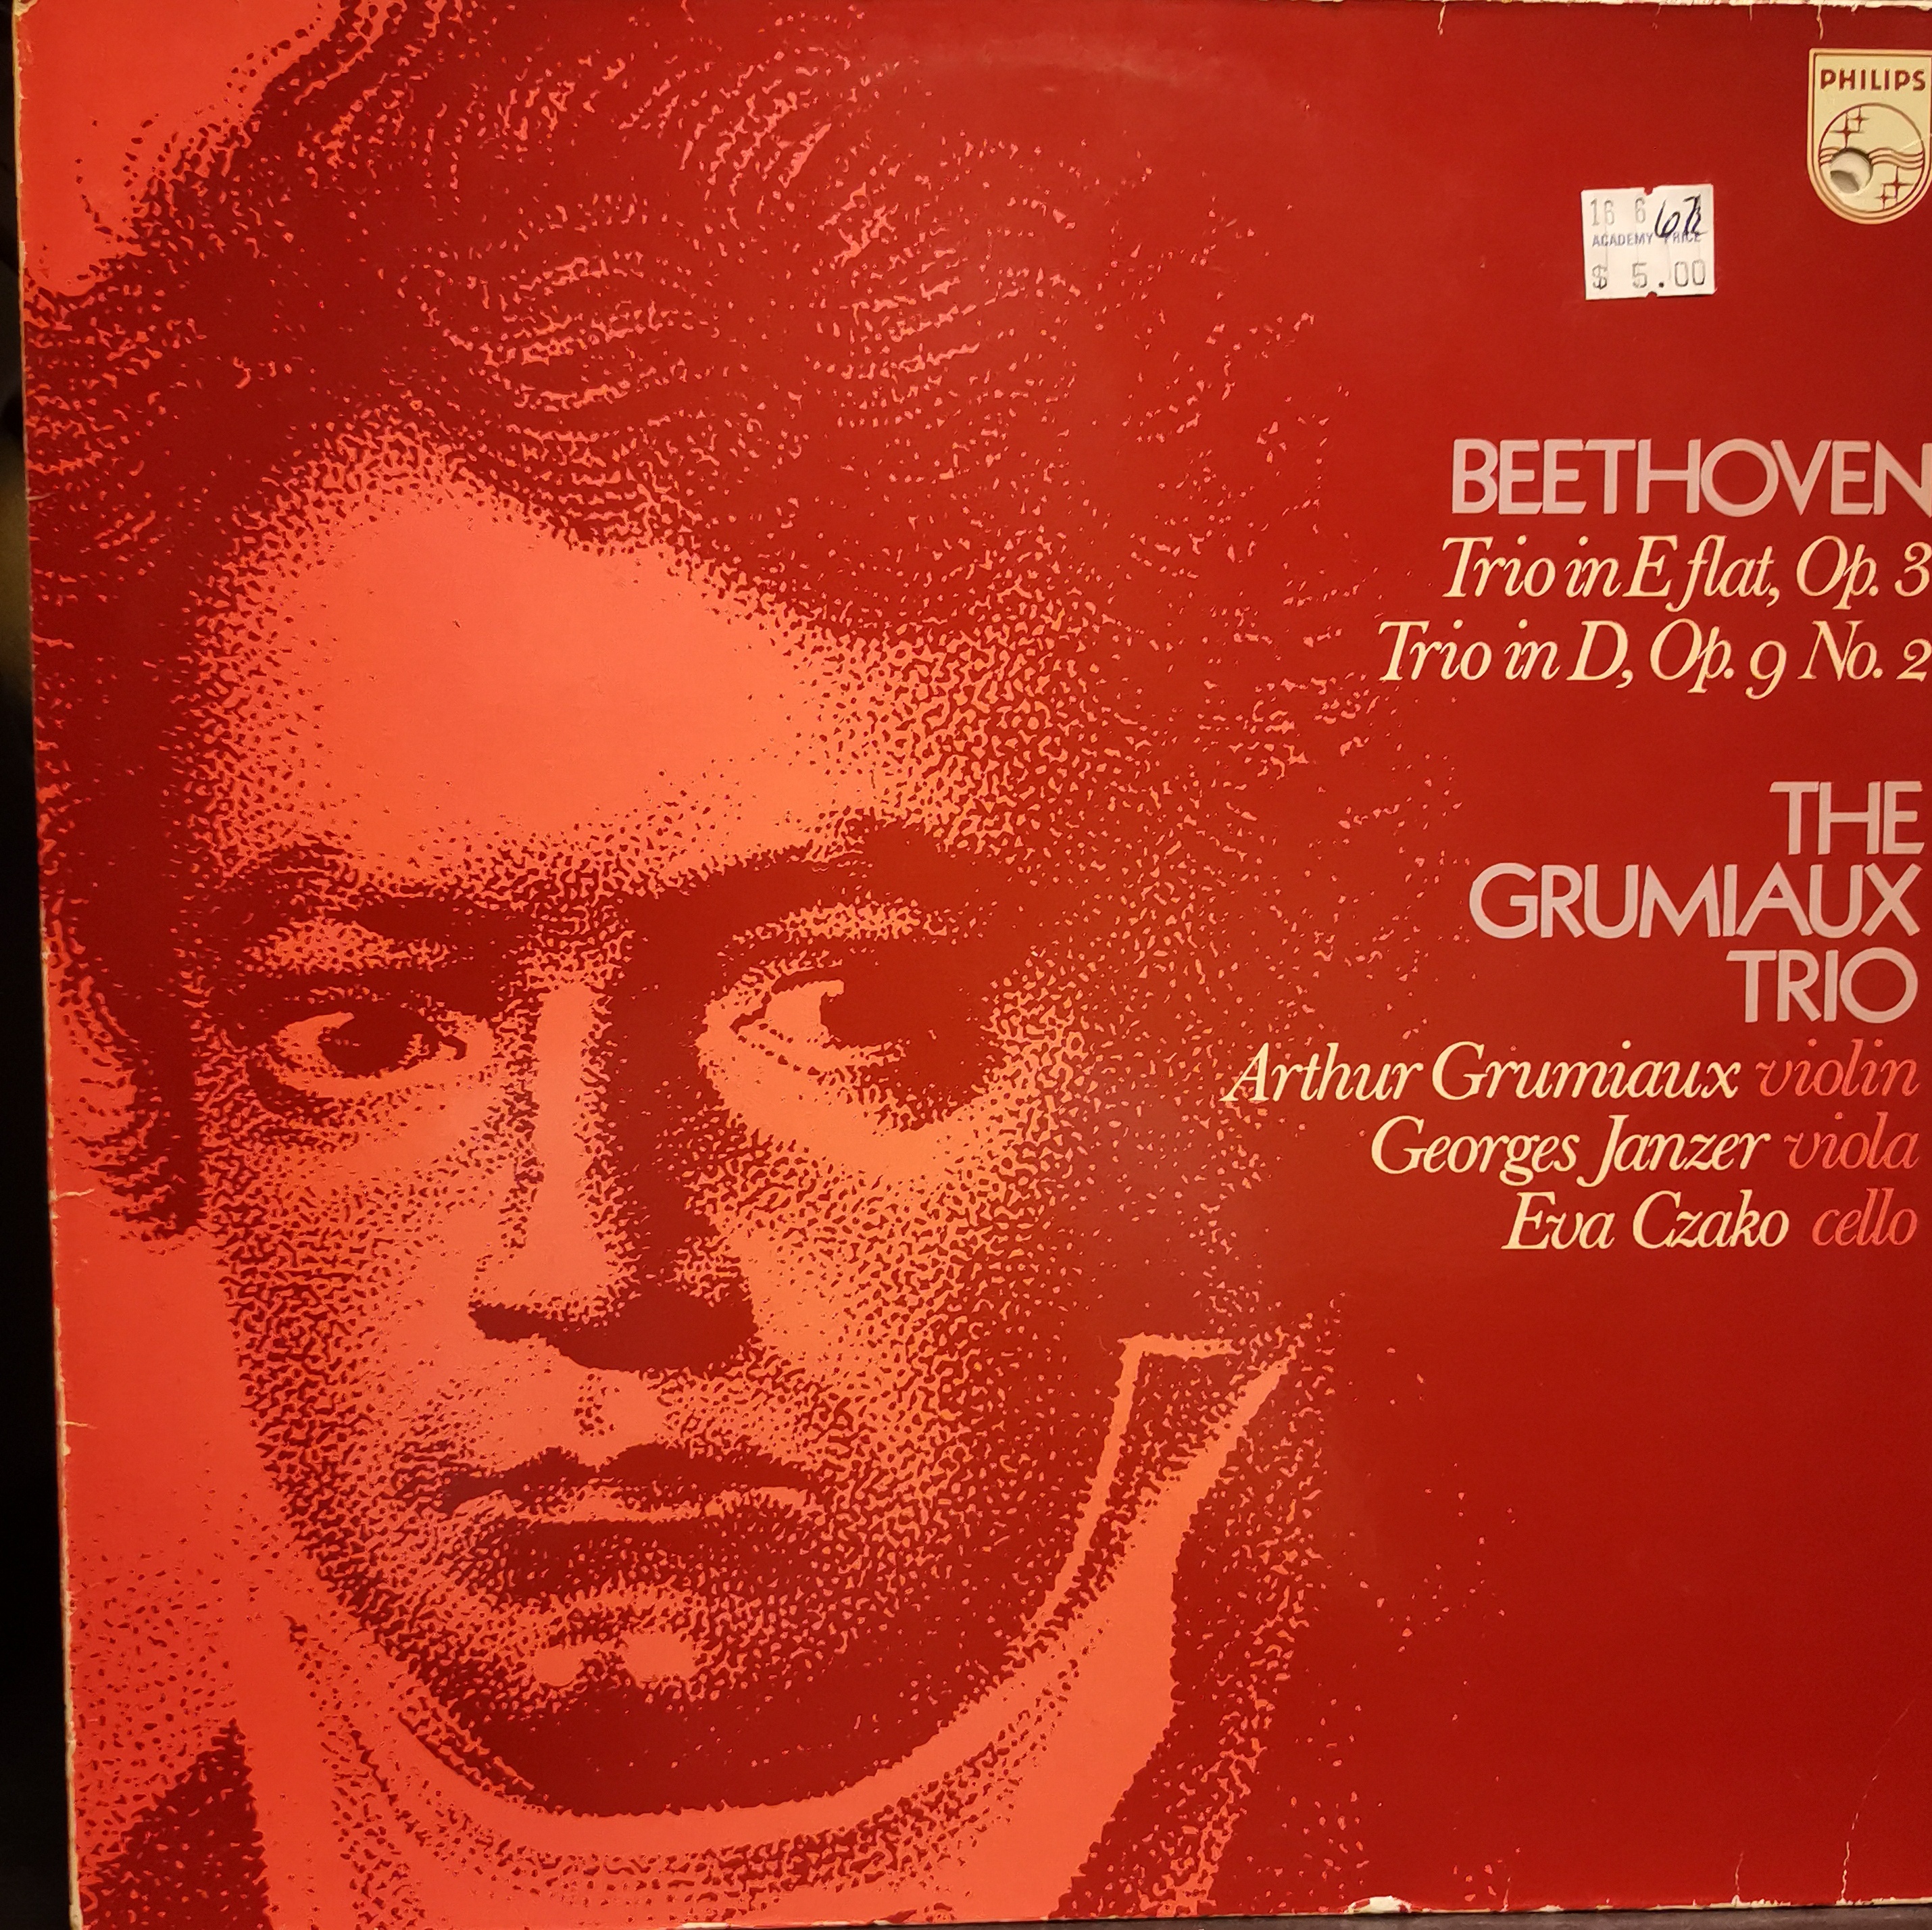 PHILIPS
16 6
ACADEMY PRICE
$ 5.00
BEETHOVEN
Trio in E flat, Op. 3
Trio in D, Op. 9 No. 2
THE
GRUMIAUX
TRIO
Arthur Grumiaux violin
Georges Janzer viola
Eva Czako cello